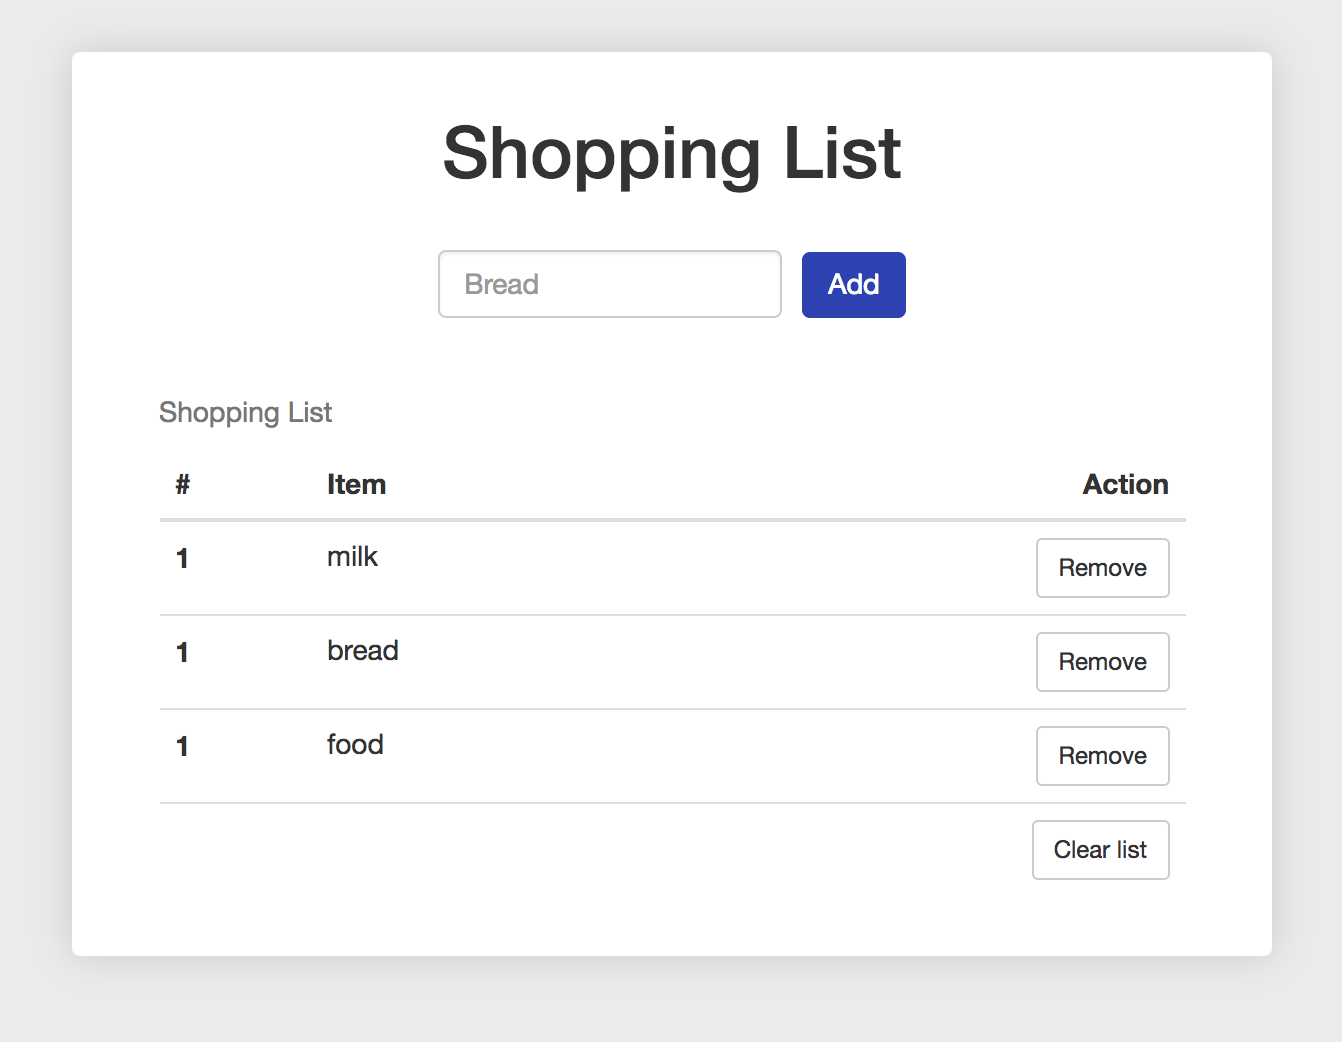 Shopping List
Bread Add
Shopping List
# Item Action
1 milk Remove
1 bread Remove
1 food Remove
Clear list